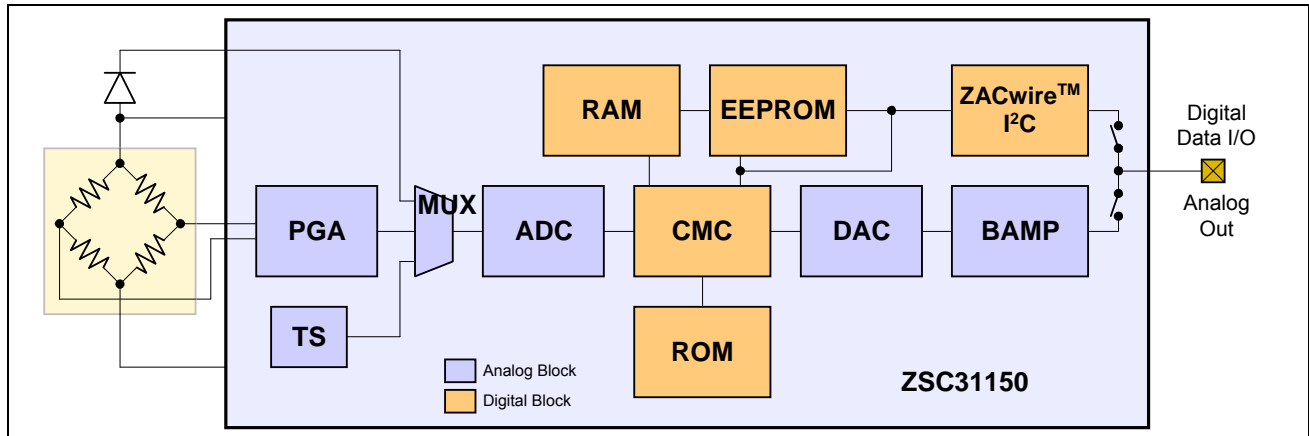 RAM
EEPROM
ZACwire™
I²C
Digital
Data I/O
PGA
MUX
ADC
CMC
DAC
BAMP
Analog
Out
TS
ROM
Analog Block
Digital Block
ZSC31150